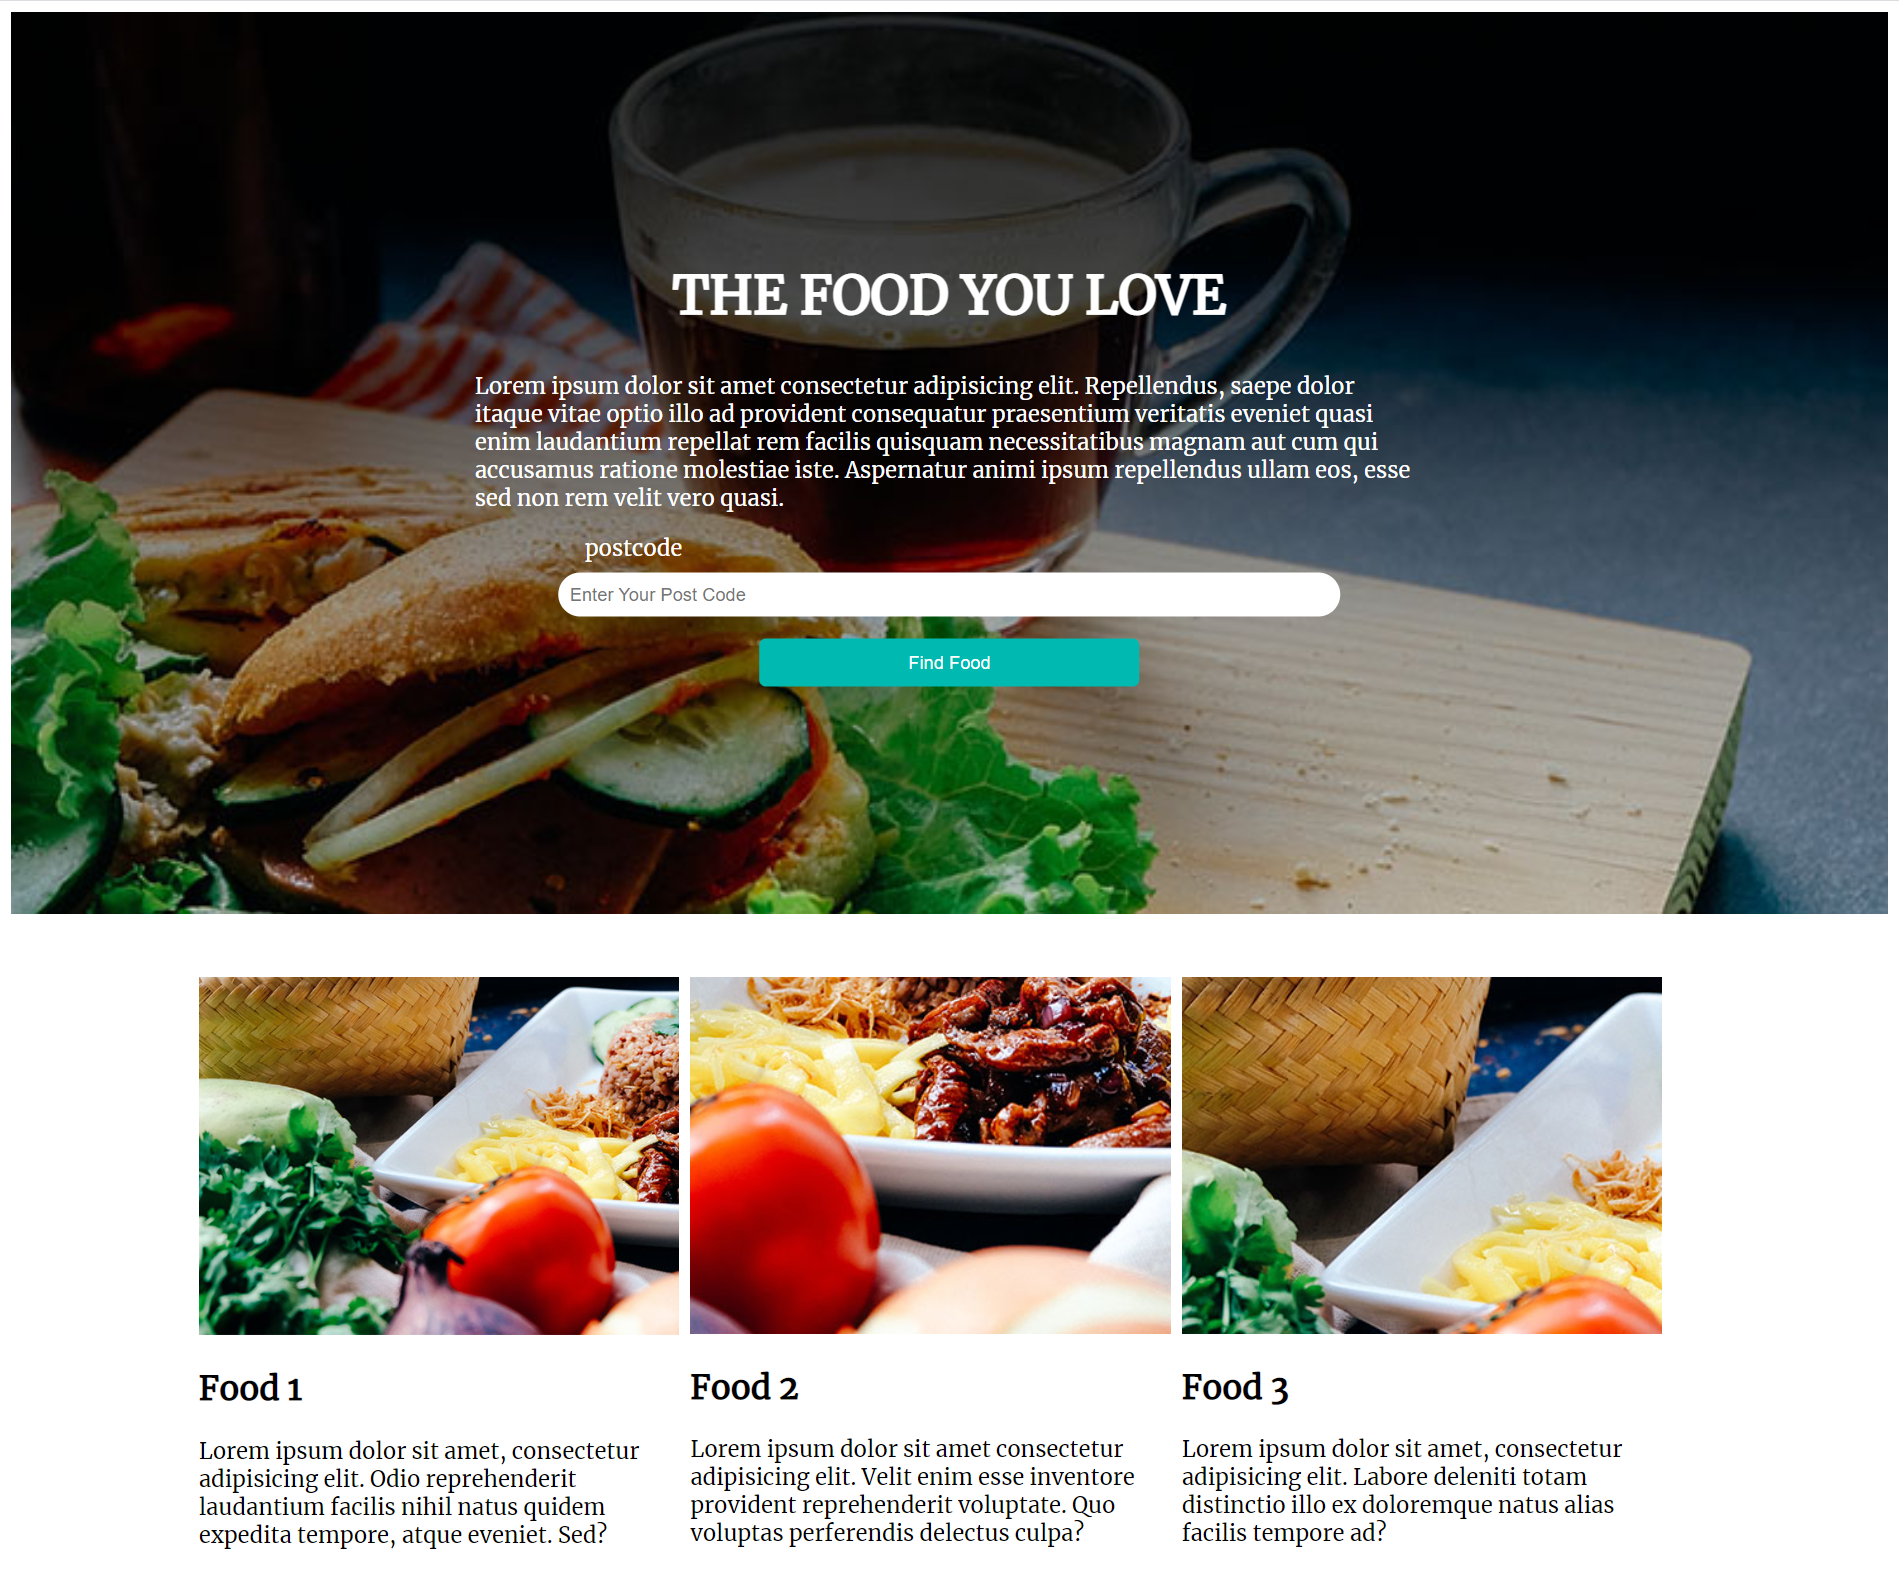 THE FOOD YOU LOVE
Lorem ipsum dolor sit amet consectetur adipisicing elit. Repellendus, saepe dolor
itaque vitae optio illo ad provident consequatur praesentium veritatis eveniet quasi
enim laudantium repellat rem facilis quisquam necessitatibus magnam aut cum qui
accusamus ratione molestiae iste. Aspernatur animi ipsum repellendus ullam eos, esse
sed non rem velit vero quasi.
postcode
Enter Your Post Code
Find Food
Food 1
Lorem ipsum dolor sit amet, consectetur
adipisicing elit. Odio reprehenderit
laudantium facilis nihil natus quidem
expedita tempore, atque eveniet. Sed?
Food 2
Lorem ipsum dolor sit amet consectetur
adipisicing elit. Velit enim esse inventore
provident reprehenderit voluptate. Quo
voluptas perferendis delectus culpa?
Food 3
Lorem ipsum dolor sit amet, consectetur
adipisicing elit. Labore deleniti totam
distinctio illo ex doloremque natus alias
facilis tempore ad?